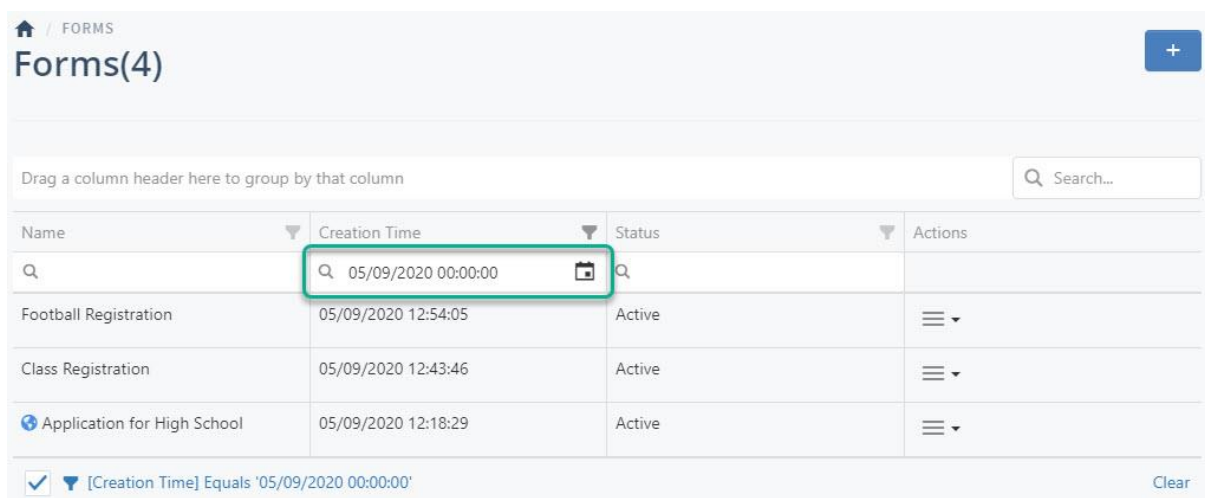 / FORMS
Forms(4)
+
Drag a column header here to group by that column
Search...
Name Creation Time Status Actions
05/09/2020 00:00:00
Football Registration 05/09/2020 12:54:05 Active
Class Registration 05/09/2020 12:43:46 Active
Application for High School 05/09/2020 12:18:29 Active
[Creation Time] Equals '05/09/2020 00:00:00' Clear